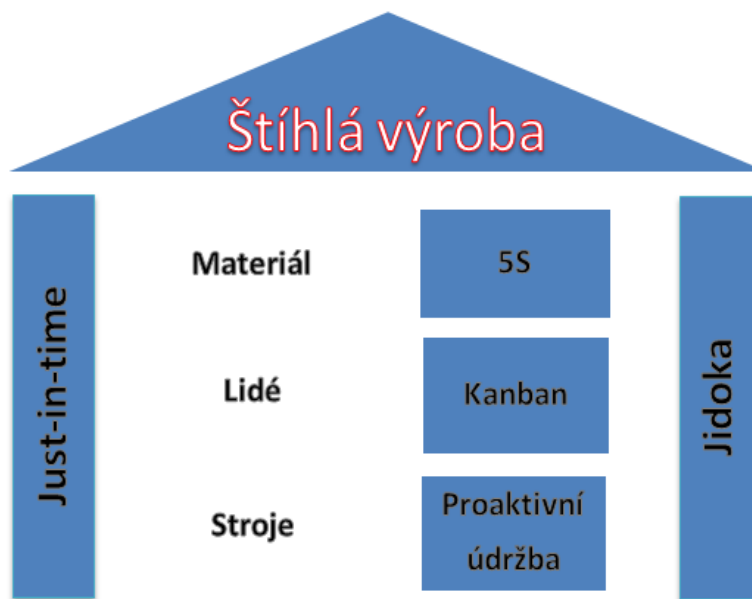 Štíhlá výroba
Just-in-time
Materiál
5S
Lidé
Kanban
Stroje
Proaktivní
údržba
Jidoka